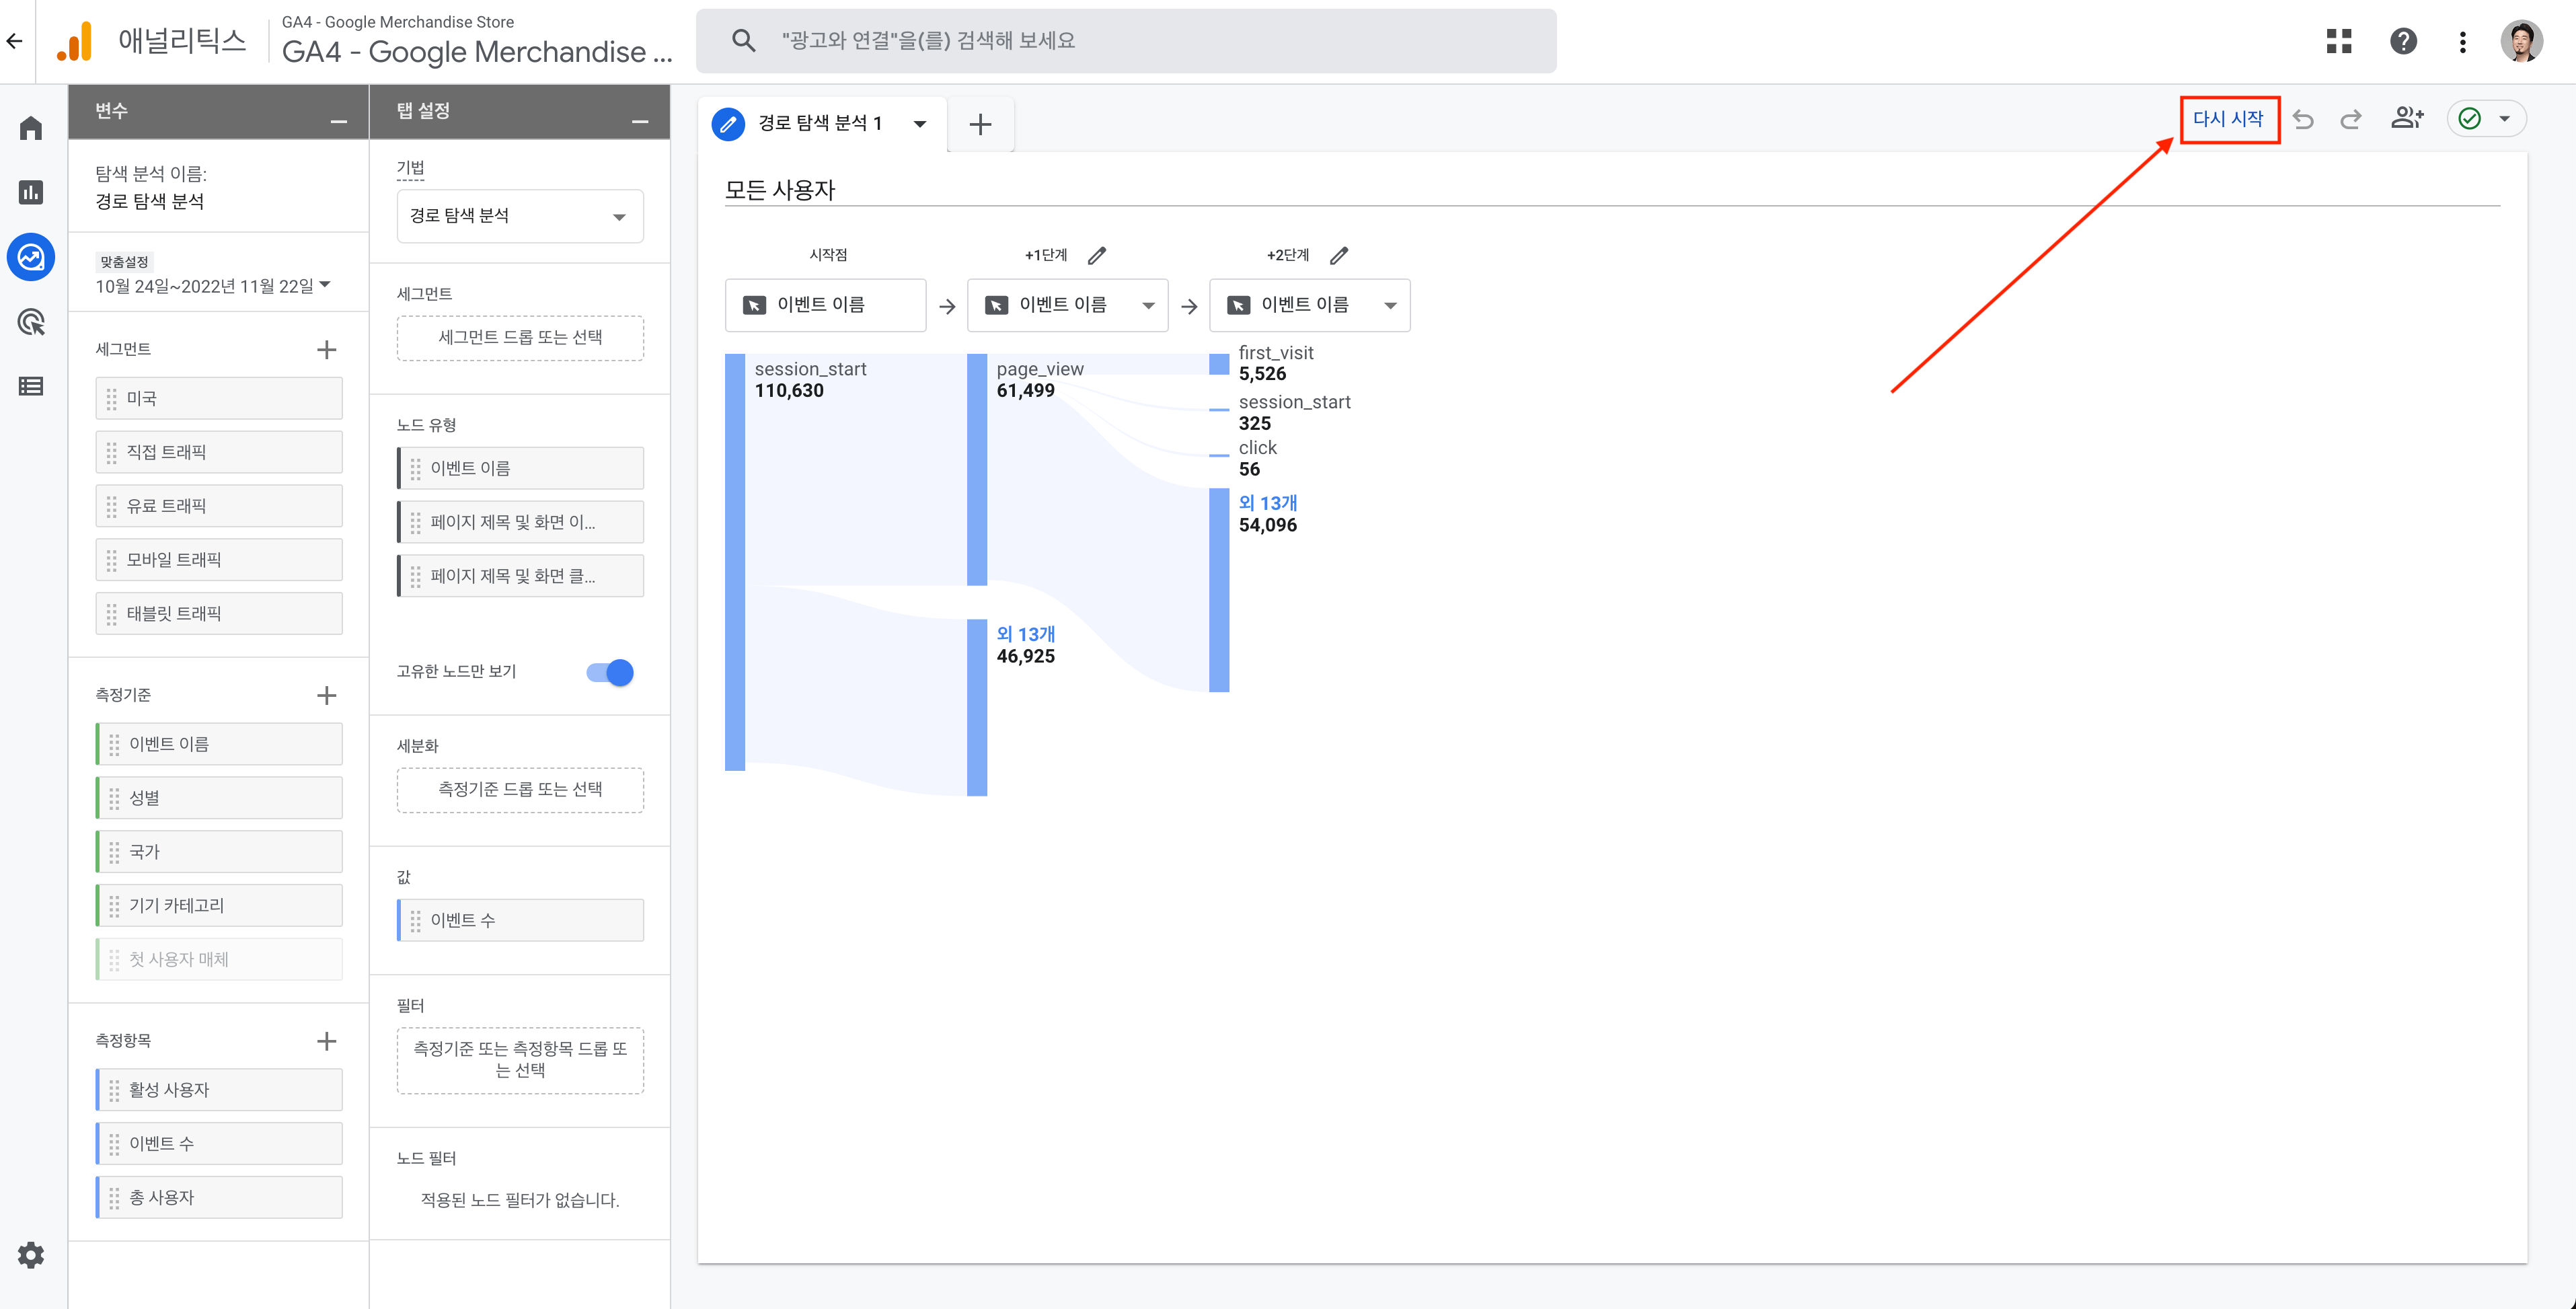 애널리틱스
GA4 - Google Merchandise Store
GA4 - Google Merchandise ...
"광고와 연결"을(를) 검색해 보세요
변수
탐색 분석 이름:
경로 탐색 분석
맞춤설정
10월 24일~2022년 11월 22일
세그먼트
미국
직접 트래픽
유료 트래픽
모바일 트래픽
태블릿 트래픽
측정기준
이벤트 이름
성별
국가
기기 카테고리
첫 사용자 매체
측정항목
활성 사용자
이벤트 수
총 사용자
탭 설정
기법
경로 탐색 분석
세그먼트
세그먼트 드롭 또는 선택
노드 유형
이벤트 이름
페이지 제목 및 화면 이...
페이지 제목 및 화면 클...
고유한 노드만 보기
세분화
측정기준 드롭 또는 선택
값
이벤트 수
필터
측정기준 또는 측정항목 드롭 또
는 선택
노드 필터
적용된 노드 필터가 없습니다.
경로 탐색 분석 1
다시 시작
모든 사용자
시작점
+1단계
+2단계
이벤트 이름
이벤트 이름
이벤트 이름
session_start
110,630
page_view
61,499
외 13개
46,925
first_visit
5,526
session_start
325
click
56
외 13개
54,096